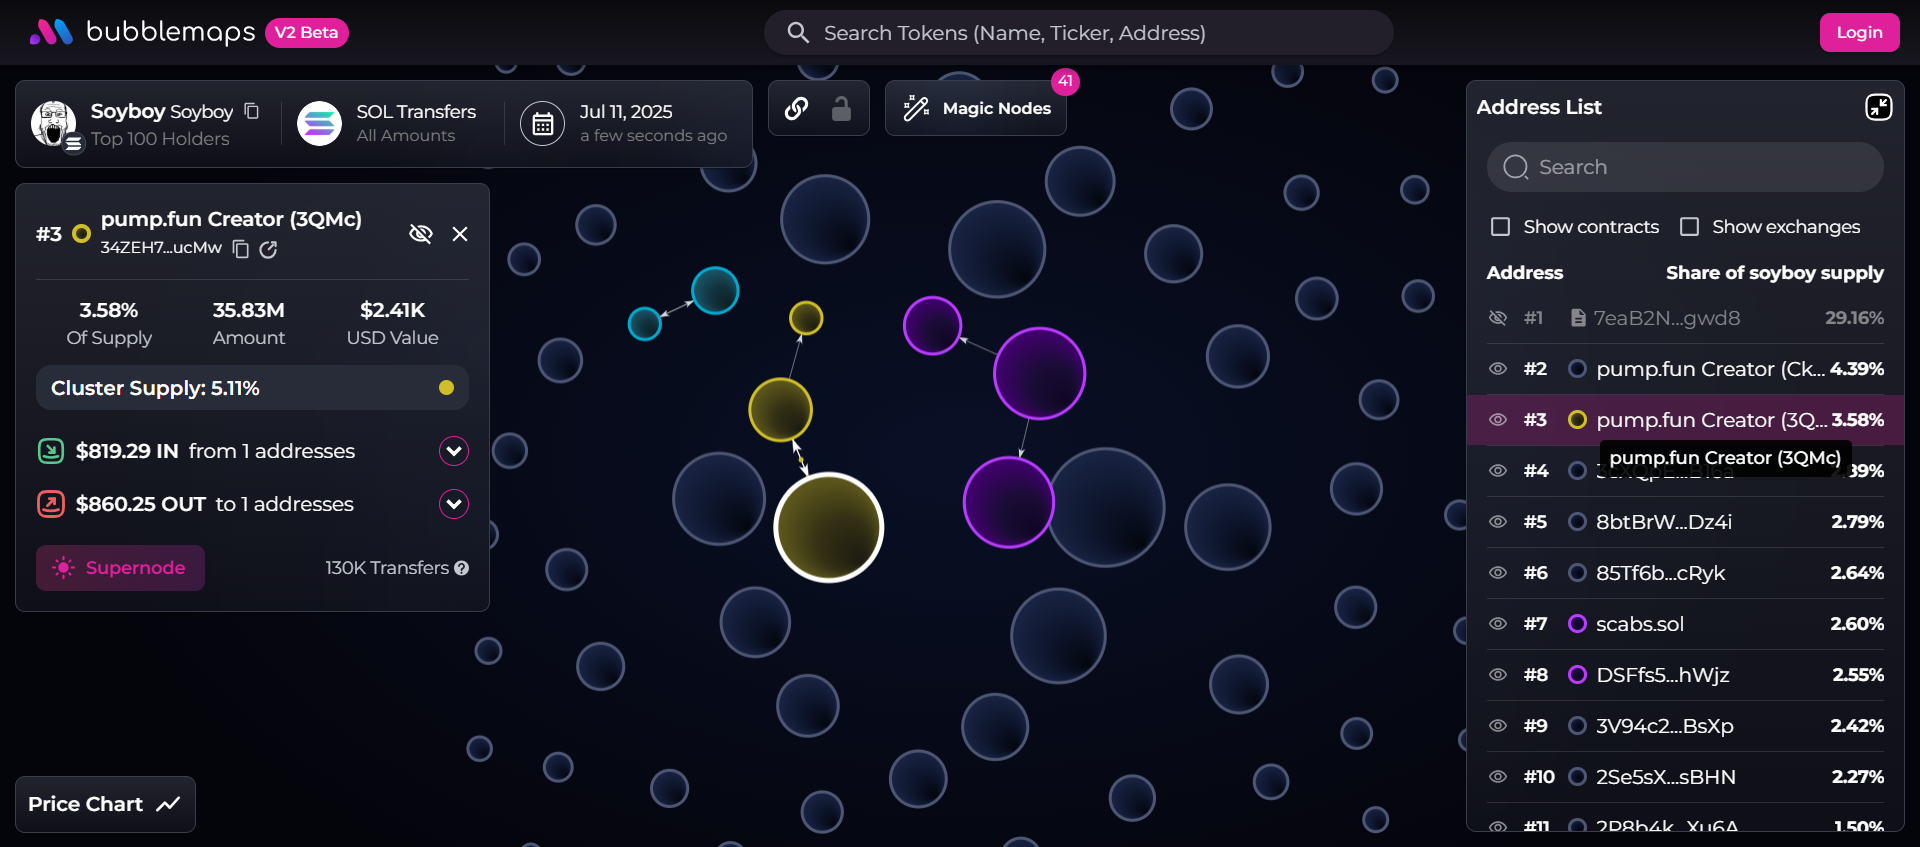 bubblemaps V2 Beta
Search Tokens (Name, Ticker, Address)
Login
Soyboy Soyboy
Top 100 Holders
SOL Transfers
All Amounts
Jul 11, 2025
a few seconds ago
Magic Nodes
41
#3 pump.fun Creator (3QMc)
34ZEH7...ucMw
3.58% 35.83M $2.41K
Of Supply Amount USD Value
Cluster Supply: 5.11%
$819.29 IN from 1 addresses
$860.25 OUT to 1 addresses
Supernode 130K Transfers ?
Price Chart
Address List
Search
Show contracts Show exchanges
Address Share of soyboy supply
#1 7eaB2N...gwd8 29.16%
#2 pump.fun Creator (Ck... 4.39%
#3 pump.fun Creator (3Q... 3.58%
pump.fun Creator (3QMc)
#4
#5 8btBrW...Dz4i 2.79%
#6 85Tf6b...cRyk 2.64%
#7 scabs.sol 2.60%
#8 DSFfs5...hWjz 2.55%
#9 3V94c2...BsXp 2.42%
#10 2Se5sX...sBHN 2.27%
#11 2P8b4k...Xu6A 1.50%